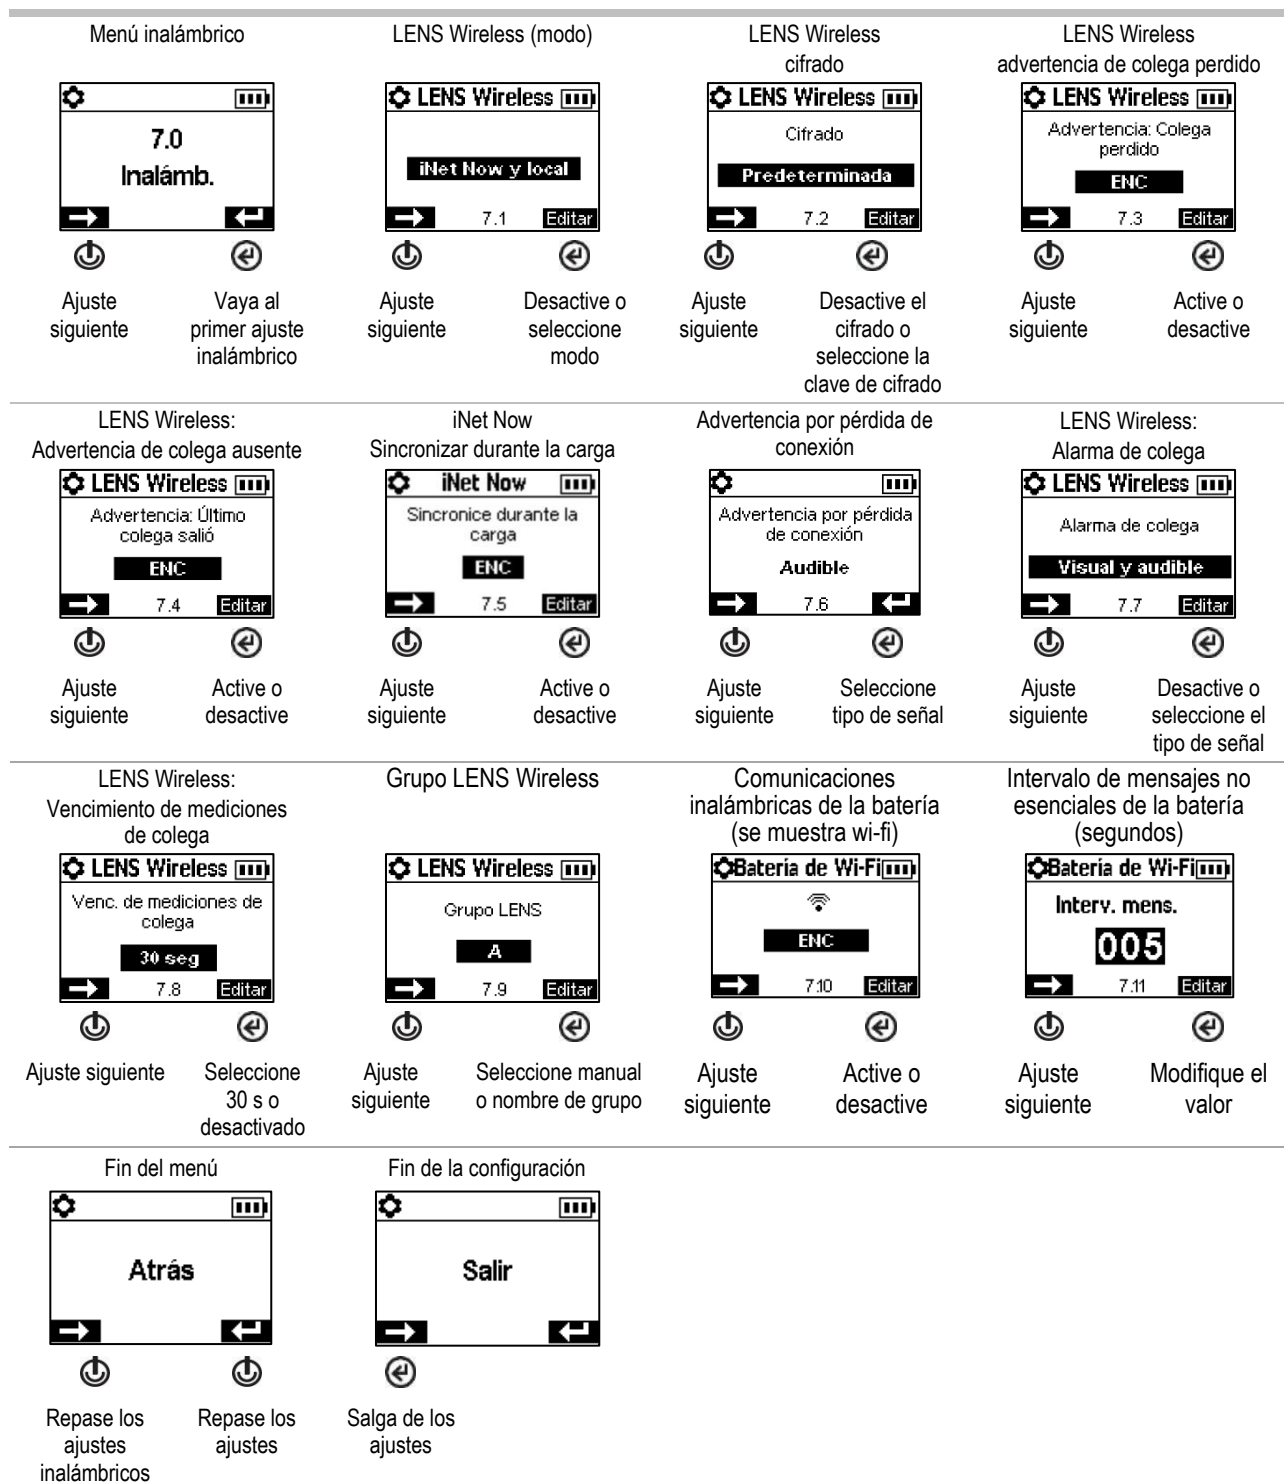 Menú inalámbrico
7.0
Inalámb.
Ajuste
siguiente
Vaya al
primer ajuste
inalámbrico
LENS Wireless (modo)
LENS Wireless
iNet Now y local
7.1
Editar
Ajuste
siguiente
Desactive o
seleccione
modo
LENS Wireless
cifrado
LENS Wireless
Cifrado
Predeterminada
7.2
Editar
Ajuste
siguiente
Desactive el
cifrado o
seleccione la
clave de cifrado
LENS Wireless
advertencia de colega perdido
LENS Wireless
Advertencia: Colega
perdido
ENC
7.3
Editar
Ajuste
siguiente
Active o
desactive
LENS Wireless:
Advertencia de colega ausente
LENS Wireless
Advertencia: Último
colega salió
ENC
7.4
Editar
Ajuste
siguiente
Active o
desactive
iNet Now
Sincronizar durante la carga
iNet Now
Sincronice durante la
carga
ENC
7.5
Editar
Ajuste
siguiente
Active o
desactive
Advertencia por pérdida de
conexión
Advertencia por pérdida
de conexión
Audible
7.6
Ajuste
siguiente
Seleccione
tipo de señal
LENS Wireless:
Alarma de colega
LENS Wireless
Alarma de colega
Visual y audible
7.7
Editar
Ajuste
siguiente
Desactive o
seleccione el
tipo de señal
LENS Wireless:
Vencimiento de mediciones
de colega
LENS Wireless
Venc. de mediciones de
colega
30 seg
7.8
Editar
Ajuste siguiente
Seleccione
30 s o
desactivado
Grupo LENS Wireless
LENS Wireless
Grupo LENS
A
7.9
Editar
Ajuste
siguiente
Seleccione manual
o nombre de grupo
Comunicaciones
inalámbricas de la batería
(se muestra wi-fi)
Batería de Wi-Fi
ENC
7.10
Editar
Ajuste
siguiente
Active o
desactive
Intervalo de mensajes no
esenciales de la batería
(segundos)
Batería de Wi-Fi
Interv. mens.
005
7.11
Editar
Ajuste
siguiente
Modifique el
valor
Fin del menú
Atrás
Repase los
ajustes
inalámbricos
Repase los
ajustes
Fin de la configuración
Salir
Salga de los
ajustes